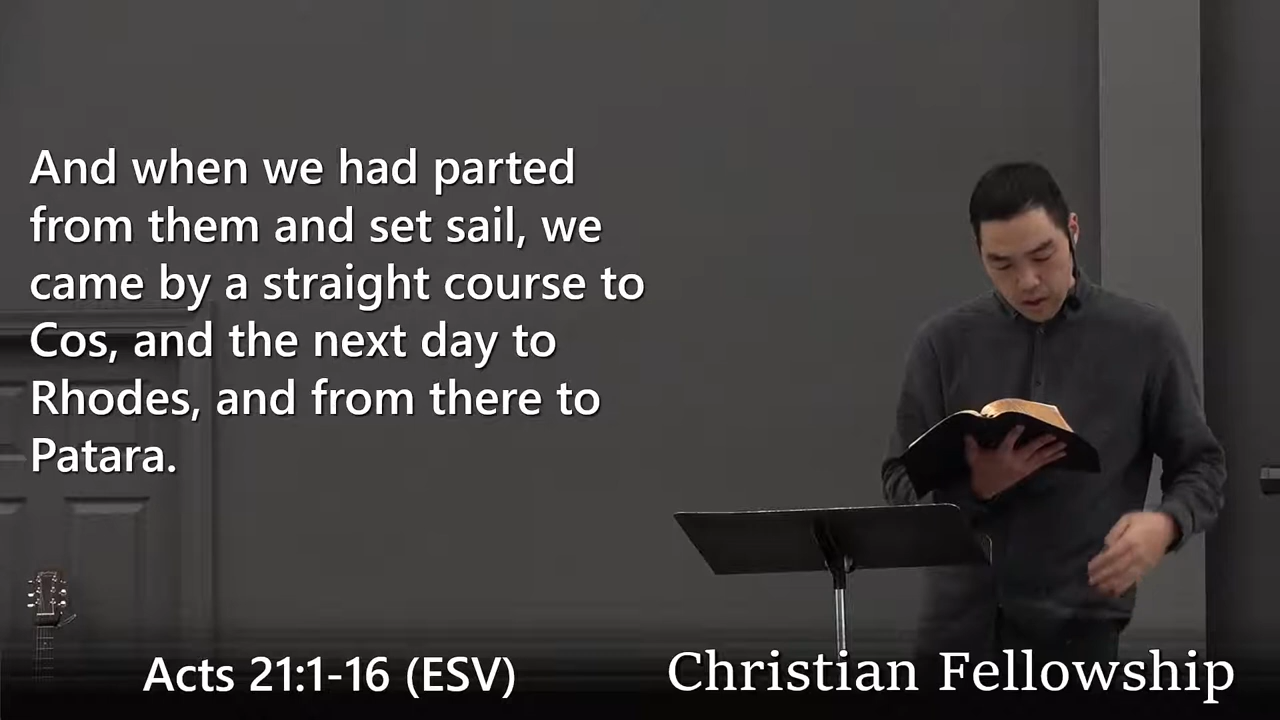 And when we had parted
from them and set sail, we
came by a straight course to
Cos, and the next day to
Rhodes, and from there to
Patara.
Acts 21:1-16 (ESV)
Christian Fellowship